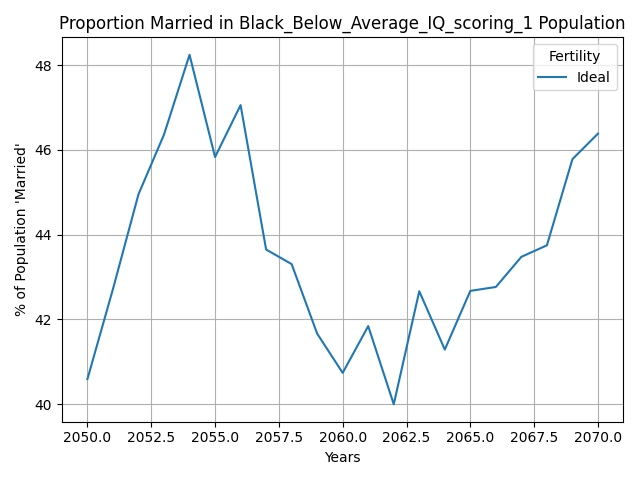 Proportion Married in Black_Below_Average_IQ_scoring_1 Population
Fertility
Ideal
% of Population 'Married'
48
46
44
42
40
2050.0 2052.5 2055.0 2057.5 2060.0 2062.5 2065.0 2067.5 2070.0
Years